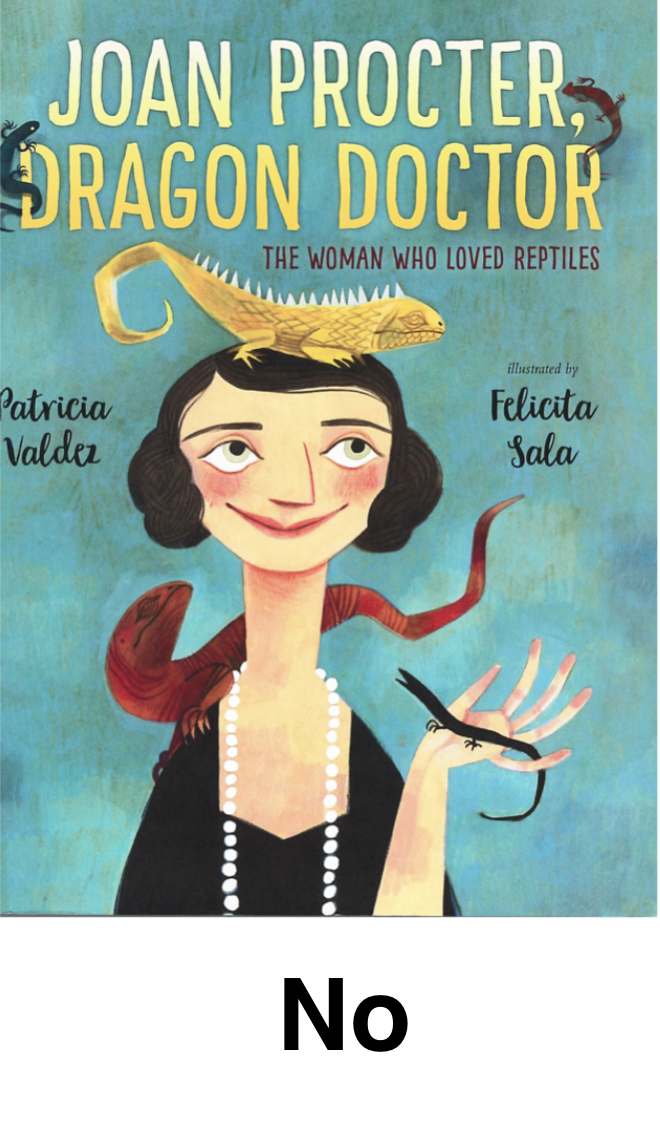 JOAN PROCTER,
DRAGON DOCTOR
THE WOMAN WHO LOVED REPTILES
illustrated by
Patricia
Valdez
Felicita
Sala
No